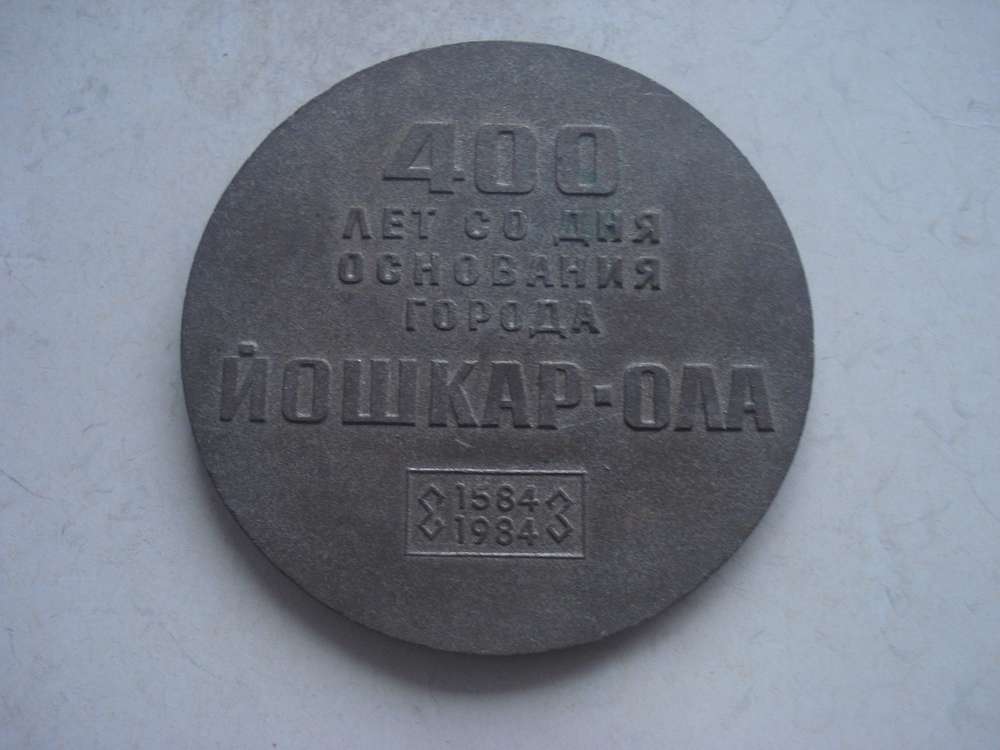 400
ЛЕТ СО ДНЯ
ОСНОВАНИЯ
ГОРОДА
ЙОШКАР-ОЛА
1584
1984